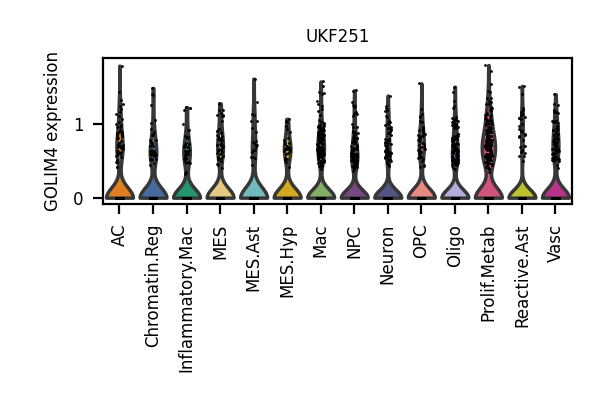 UKF251
GOLIM4 expression
1
0
AC
Chromatin.Reg
Inflammatory.Mac
MES
MES.Ast
MES.Hyp
Mac
NPC
Neuron
OPC
Oligo
Prolif.Metab
Reactive.Ast
Vasc